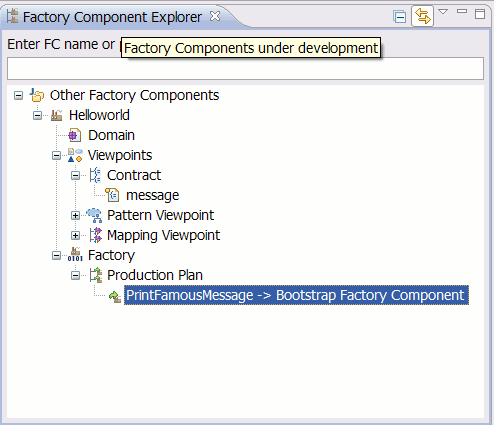 Factory Component Explorer
Enter FC name or
Factory Components under development
Other Factory Components
Helloworld
Domain
Viewpoints
Contract
message
Pattern Viewpoint
Mapping Viewpoint
Factory
Production Plan
PrintFamousMessage -> Bootstrap Factory Component